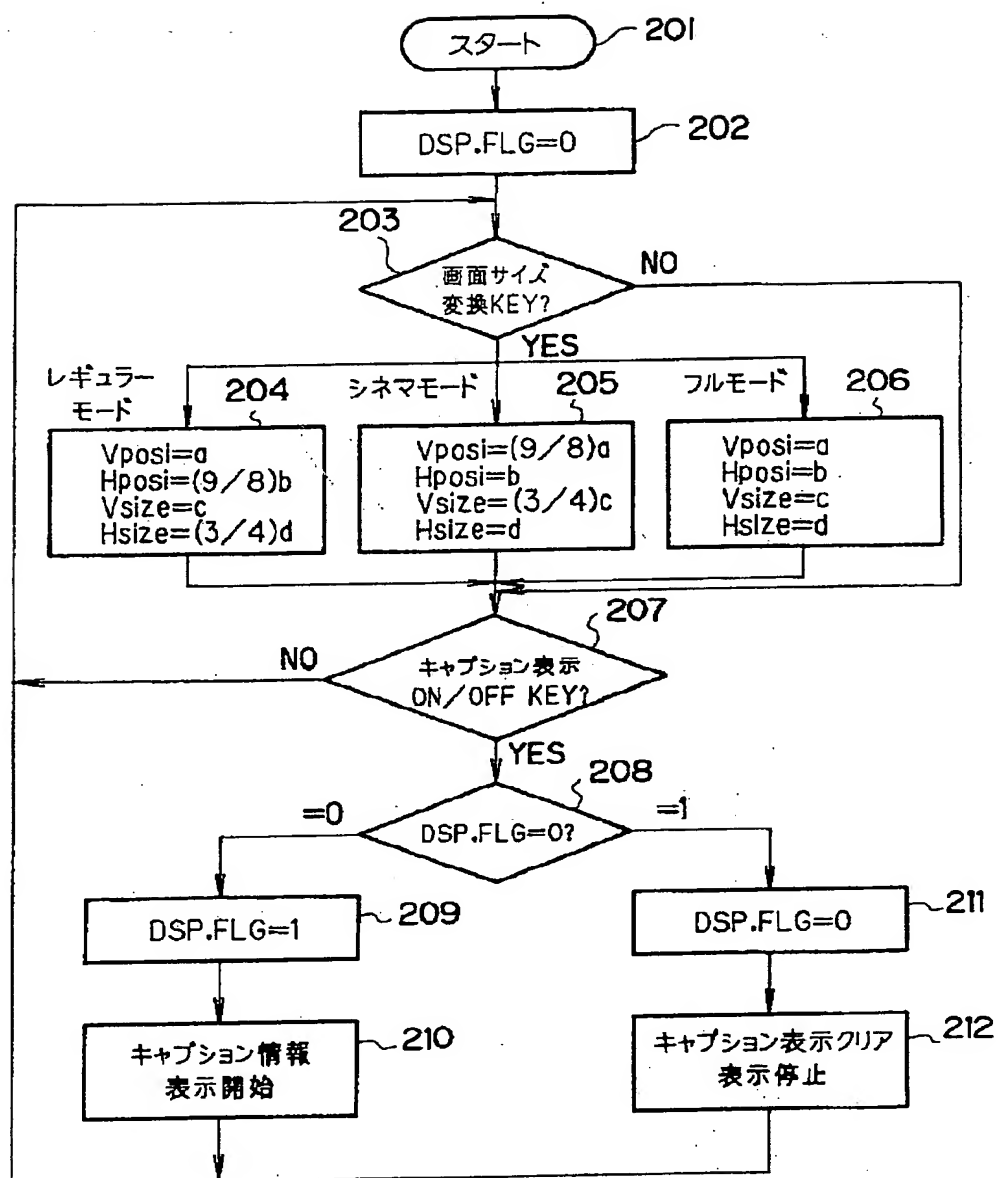 スタート
201
DSP.FLG=0
202
203
画面サイズ
変換KEY?
NO
YES
レギュラー
モード
204
Vposi=a
Hposi=(9/8)b
Vsize=c
Hsize=(3/4)d
シネマモード
205
Vposi=(9/8)a
Hposi=b
Vsize=(3/4)c
Hsize=d
フルモード
206
Vposi=a
Hposi=b
Vsize=c
Hsize=d
207
キャプション表示
ON/OFF KEY?
NO
YES
208
DSP.FLG=0?
=0
=1
DSP.FLG=1
209
DSP.FLG=0
211
キャプション情報
表示開始
210
キャプション表示クリア
表示停止
212